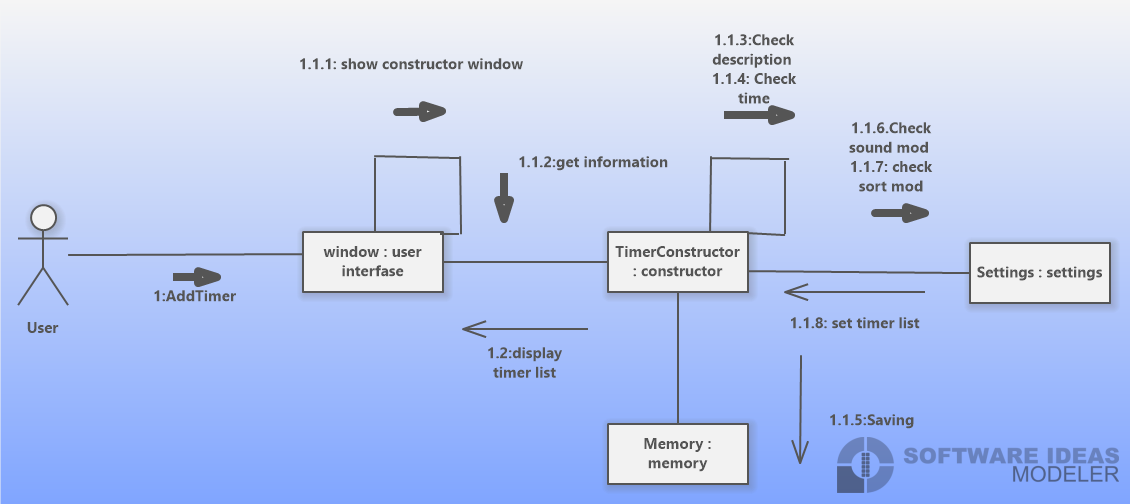 1.1.3:Check
description
1.1.4: Check
time
1.1.1: show constructor window
1.1.6.Check
sound mod
1.1.7: check
sort mod
1.1.2:get information
window : user
interfase
TimerConstructor
: constructor
Settings : settings
1:AddTimer
User
1.1.8: set timer list
1.2:display
timer list
1.1.5:Saving
Memory :
memory
SOFTWARE IDEAS
MODELER